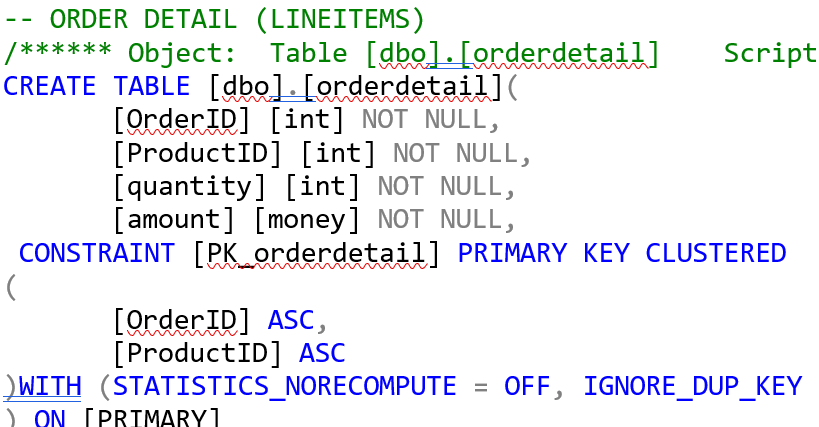 -- ORDER DETAIL (LINEITEMS)
/****** Object:  Table [dbo].[orderdetail]    Script
CREATE TABLE [dbo].[orderdetail](
[OrderID] [int] NOT NULL,
[ProductID] [int] NOT NULL,
[quantity] [int] NOT NULL,
[amount] [money] NOT NULL,
CONSTRAINT [PK_orderdetail] PRIMARY KEY CLUSTERED
(
[OrderID] ASC,
[ProductID] ASC
)WITH (STATISTICS_NORECOMPUTE = OFF, IGNORE_DUP_KEY
) ON [PRIMARY]